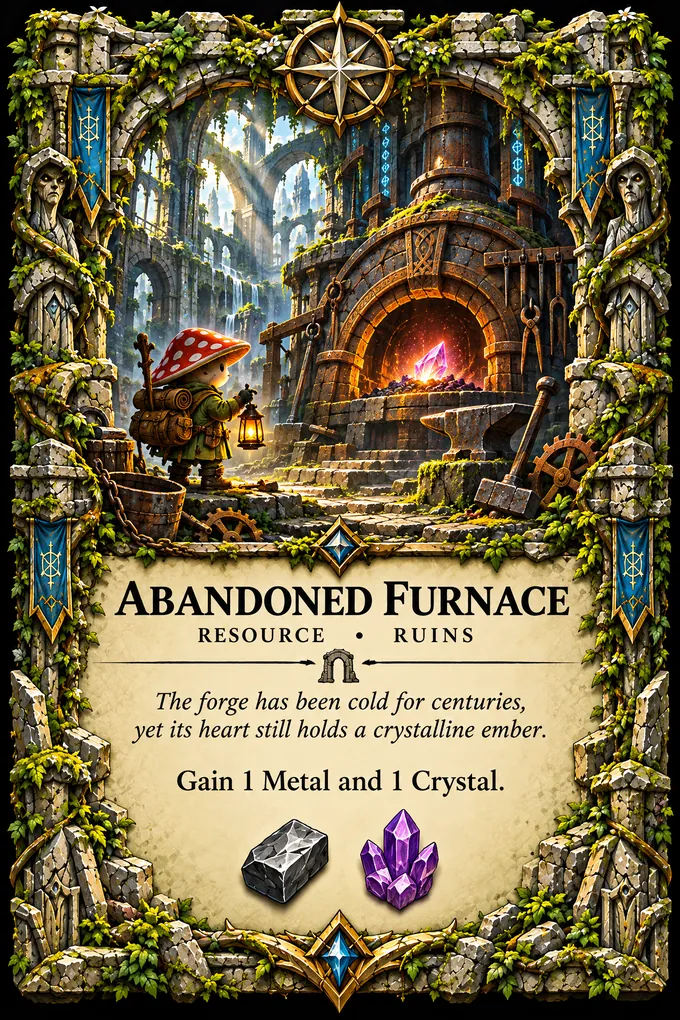 ABANDONED FURNACE
RESOURCE • RUINS
The forge has been cold for centuries,
yet its heart still holds a crystalline ember.
Gain 1 Metal and 1 Crystal.